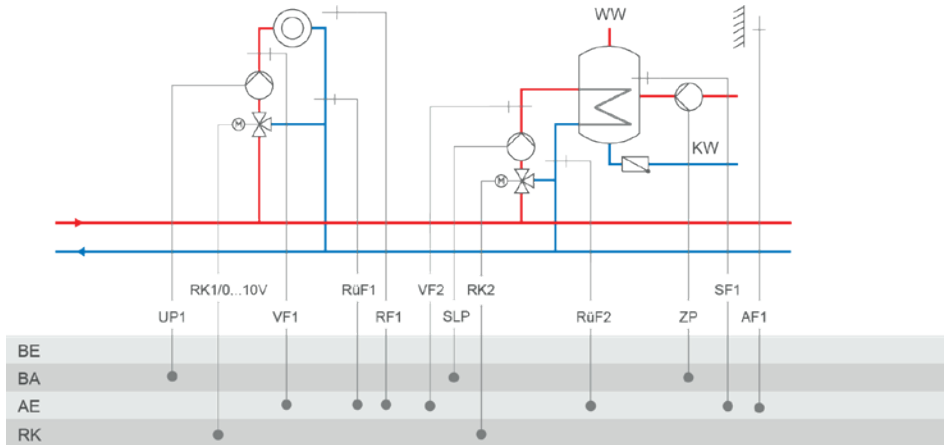 WW
M
KW
M
RK1/0...10V RüF1 VF2 RK2 SF1
UP1 VF1 RF1 SLP RüF2 ZP AF1
BE
BA
AE
RK